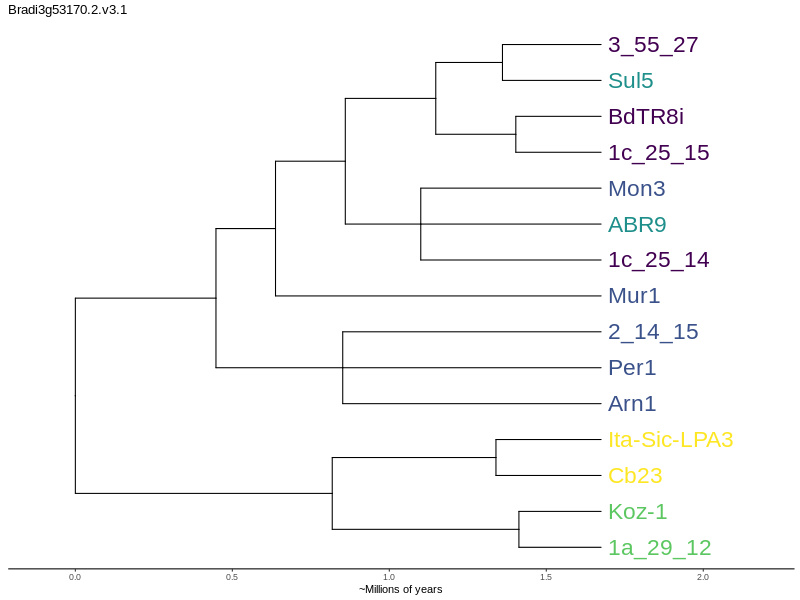 Bradi3g53170.2.v3.1
3_55_27
Sul5
BdTR8i
1c_25_15
Mon3
ABR9
1c_25_14
Mur1
2_14_15
Per1
Arn1
Ita-Sic-LPA3
Cb23
Koz-1
1a_29_12
0.0 0.5 1.0 1.5 2.0
~Millions of years